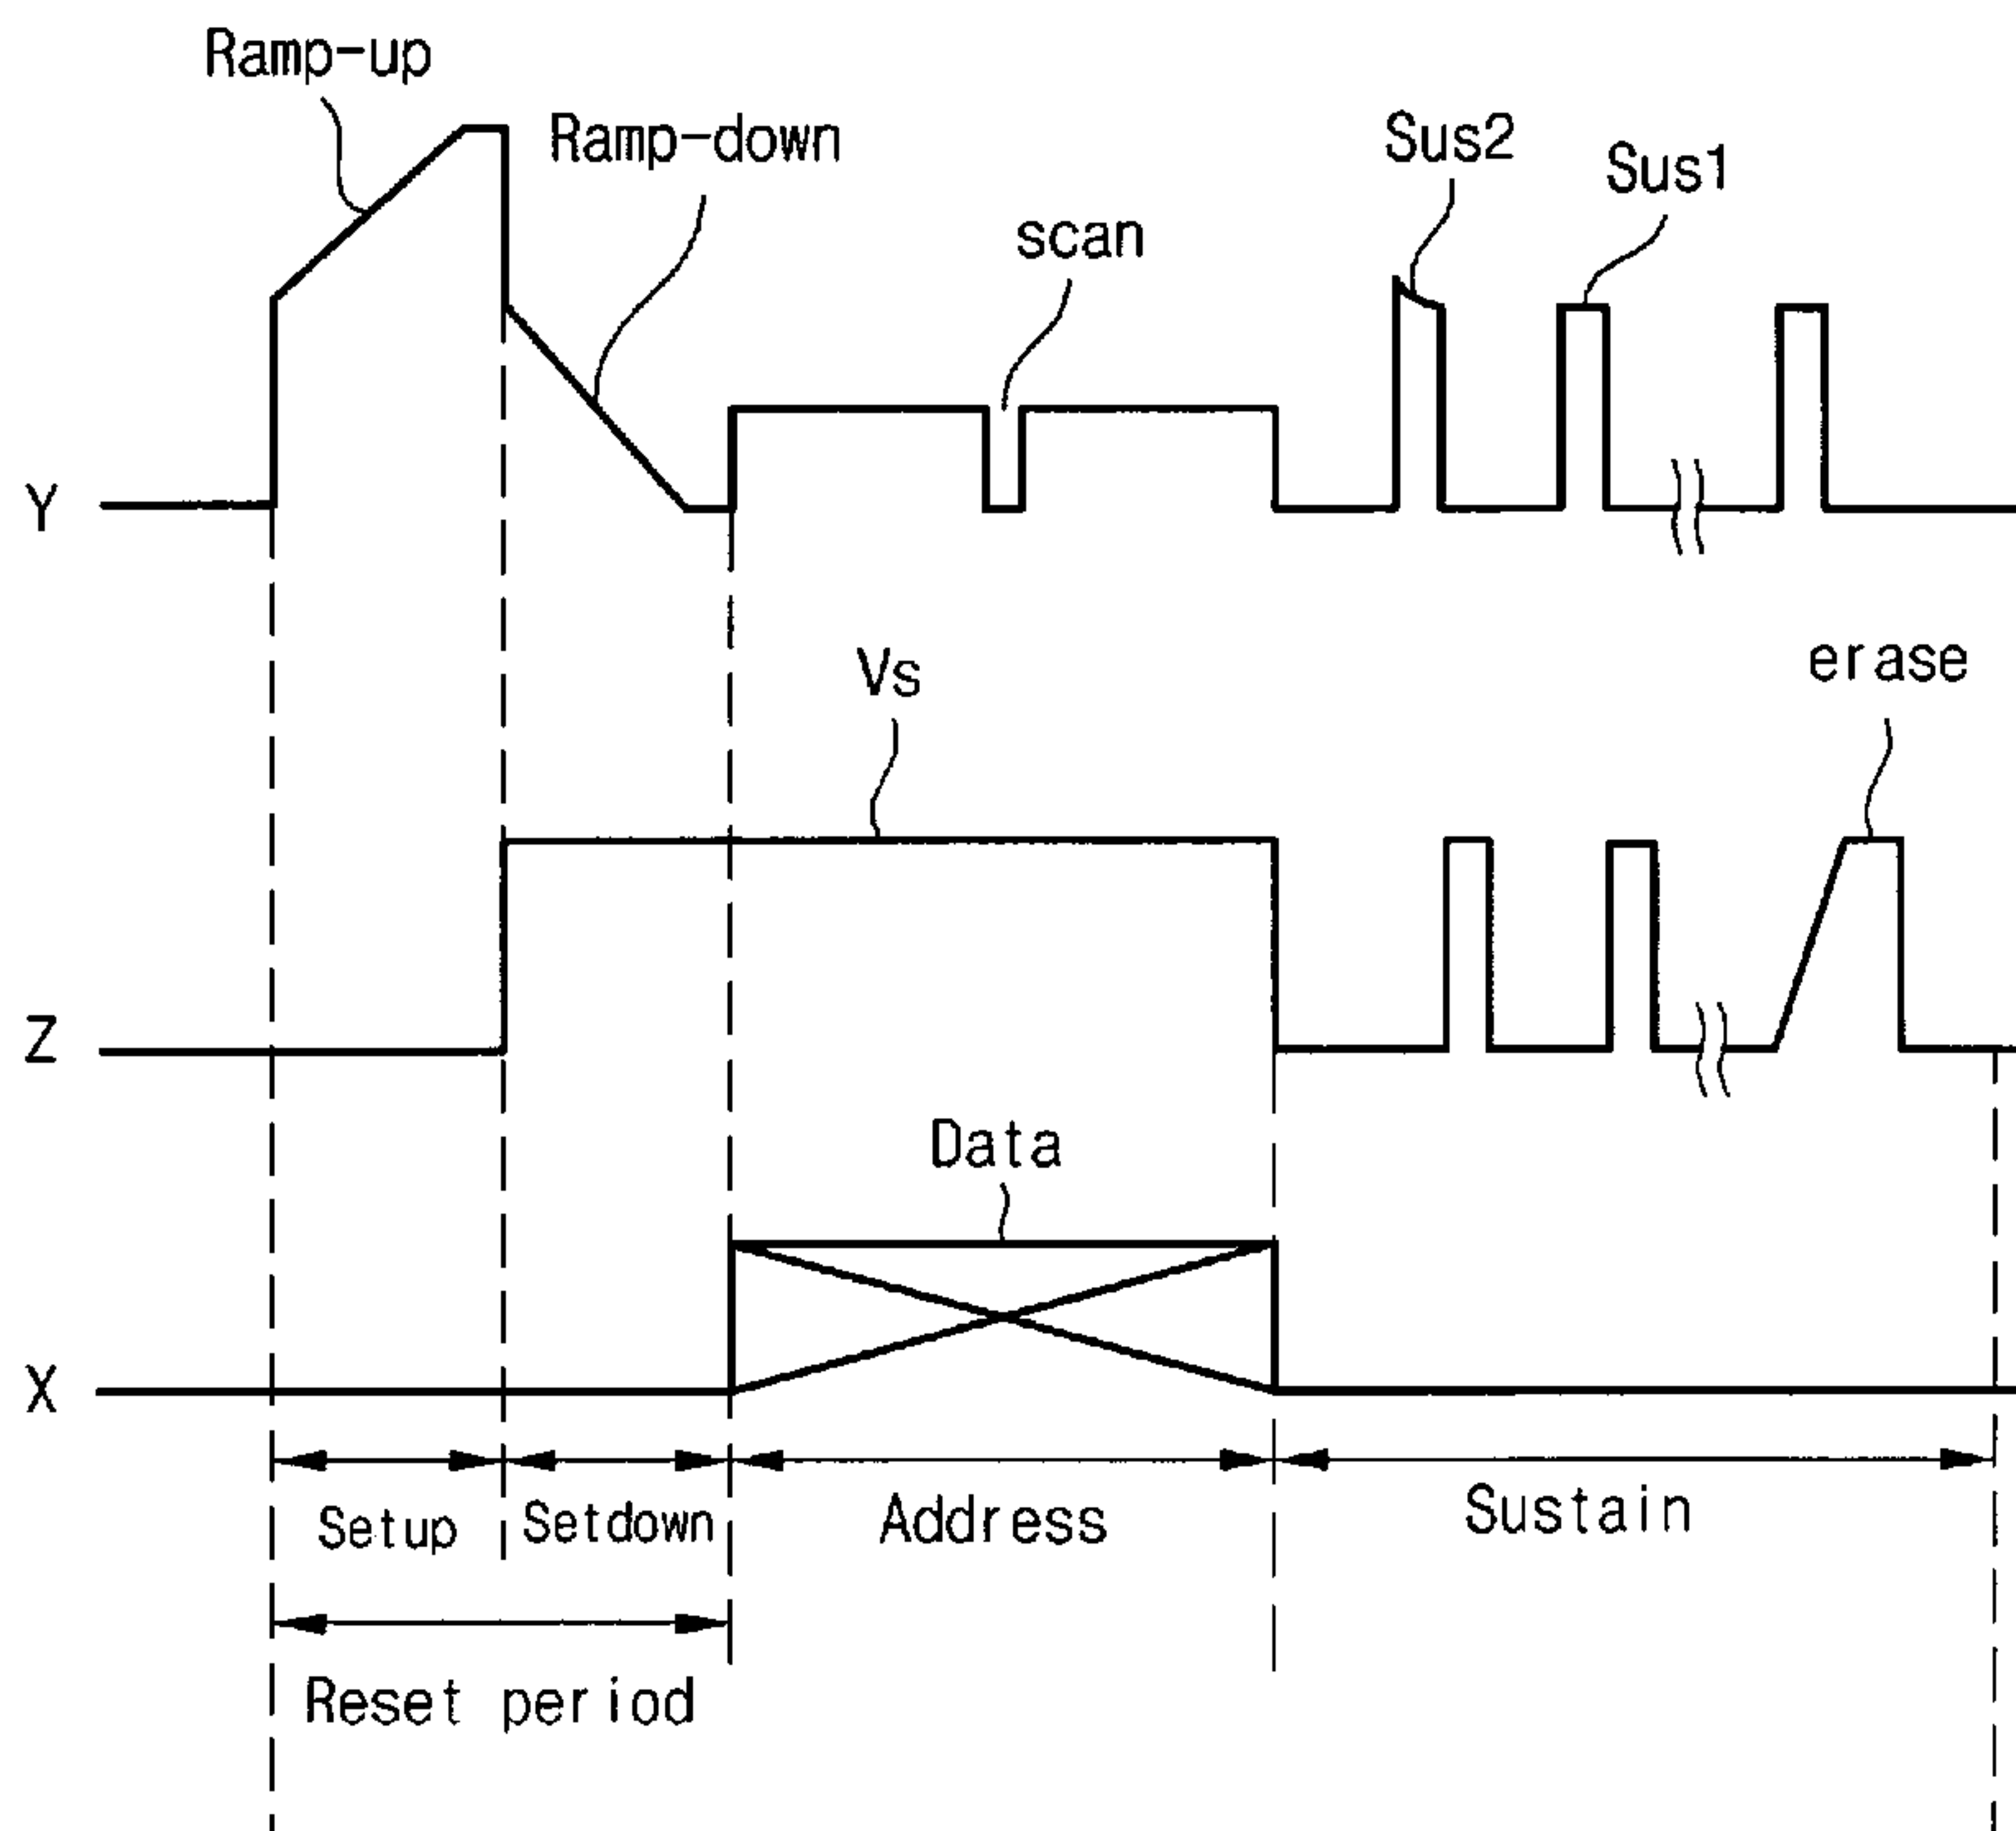 Ramp-up
Ramp-down
Sus2
Sus1
scan
Y
Vs
erase
Z
Data
X
Setup
Setdown
Address
Sustain
Reset period